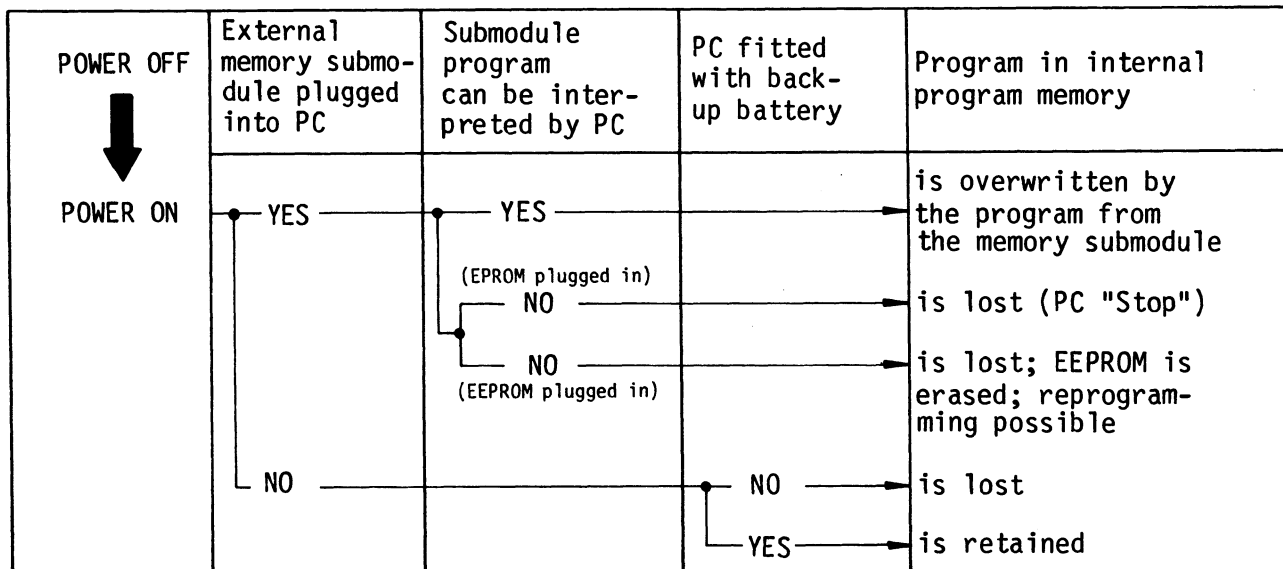 POWER OFF
POWER ON
External
memory submo-
dule plugged
into PC
Submodule
program
can be inter-
preted by PC
PC fitted
with back-
up battery
Program in internal
program memory
YES
YES
is overwritten by
the program from
the memory submodule
(EPROM plugged in)
NO
is lost (PC "Stop")
NO
(EEPROM plugged in)
is lost; EEPROM is
erased; reprogram-
ming possible
NO
NO
is lost
YES
is retained